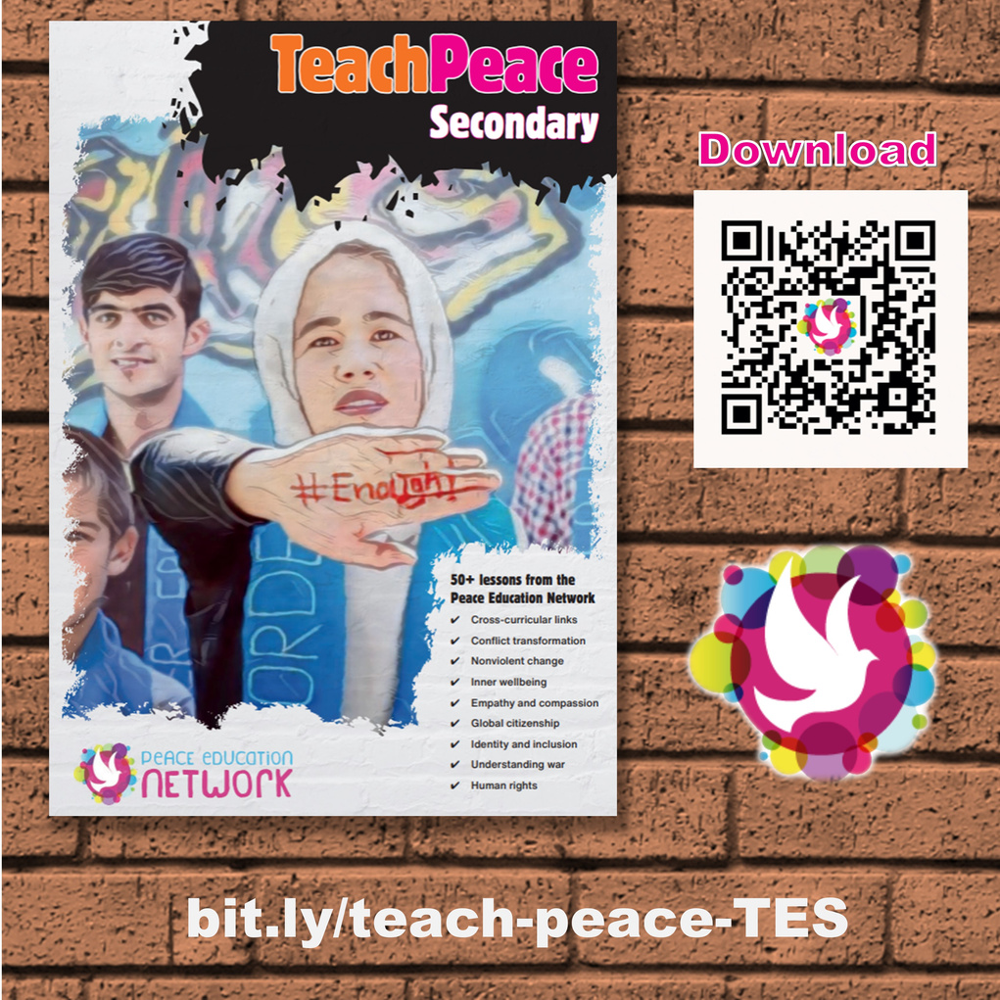 TeachPeace
Secondary
Download
#Enough!
50+ lessons from the
Peace Education Network
✔ Cross-curricular links
✔ Conflict transformation
✔ Nonviolent change
✔ Inner wellbeing
✔ Empathy and compassion
✔ Global citizenship
✔ Identity and inclusion
✔ Understanding war
✔ Human rights
PEACE EDUCATION
NETWORK
bit.ly/teach-peace-TES